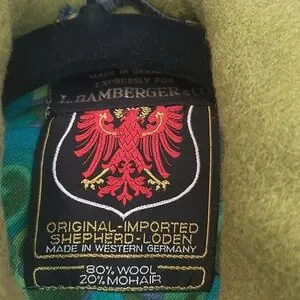 MADE IN GERMANY
EXPRESSLY FOR
L. BAMBERGER & CO
ORIGINAL-IMPORTED
SHEPHERD-LODEN
MADE IN WESTERN GERMANY
80% WOOL
20% MOHAIR